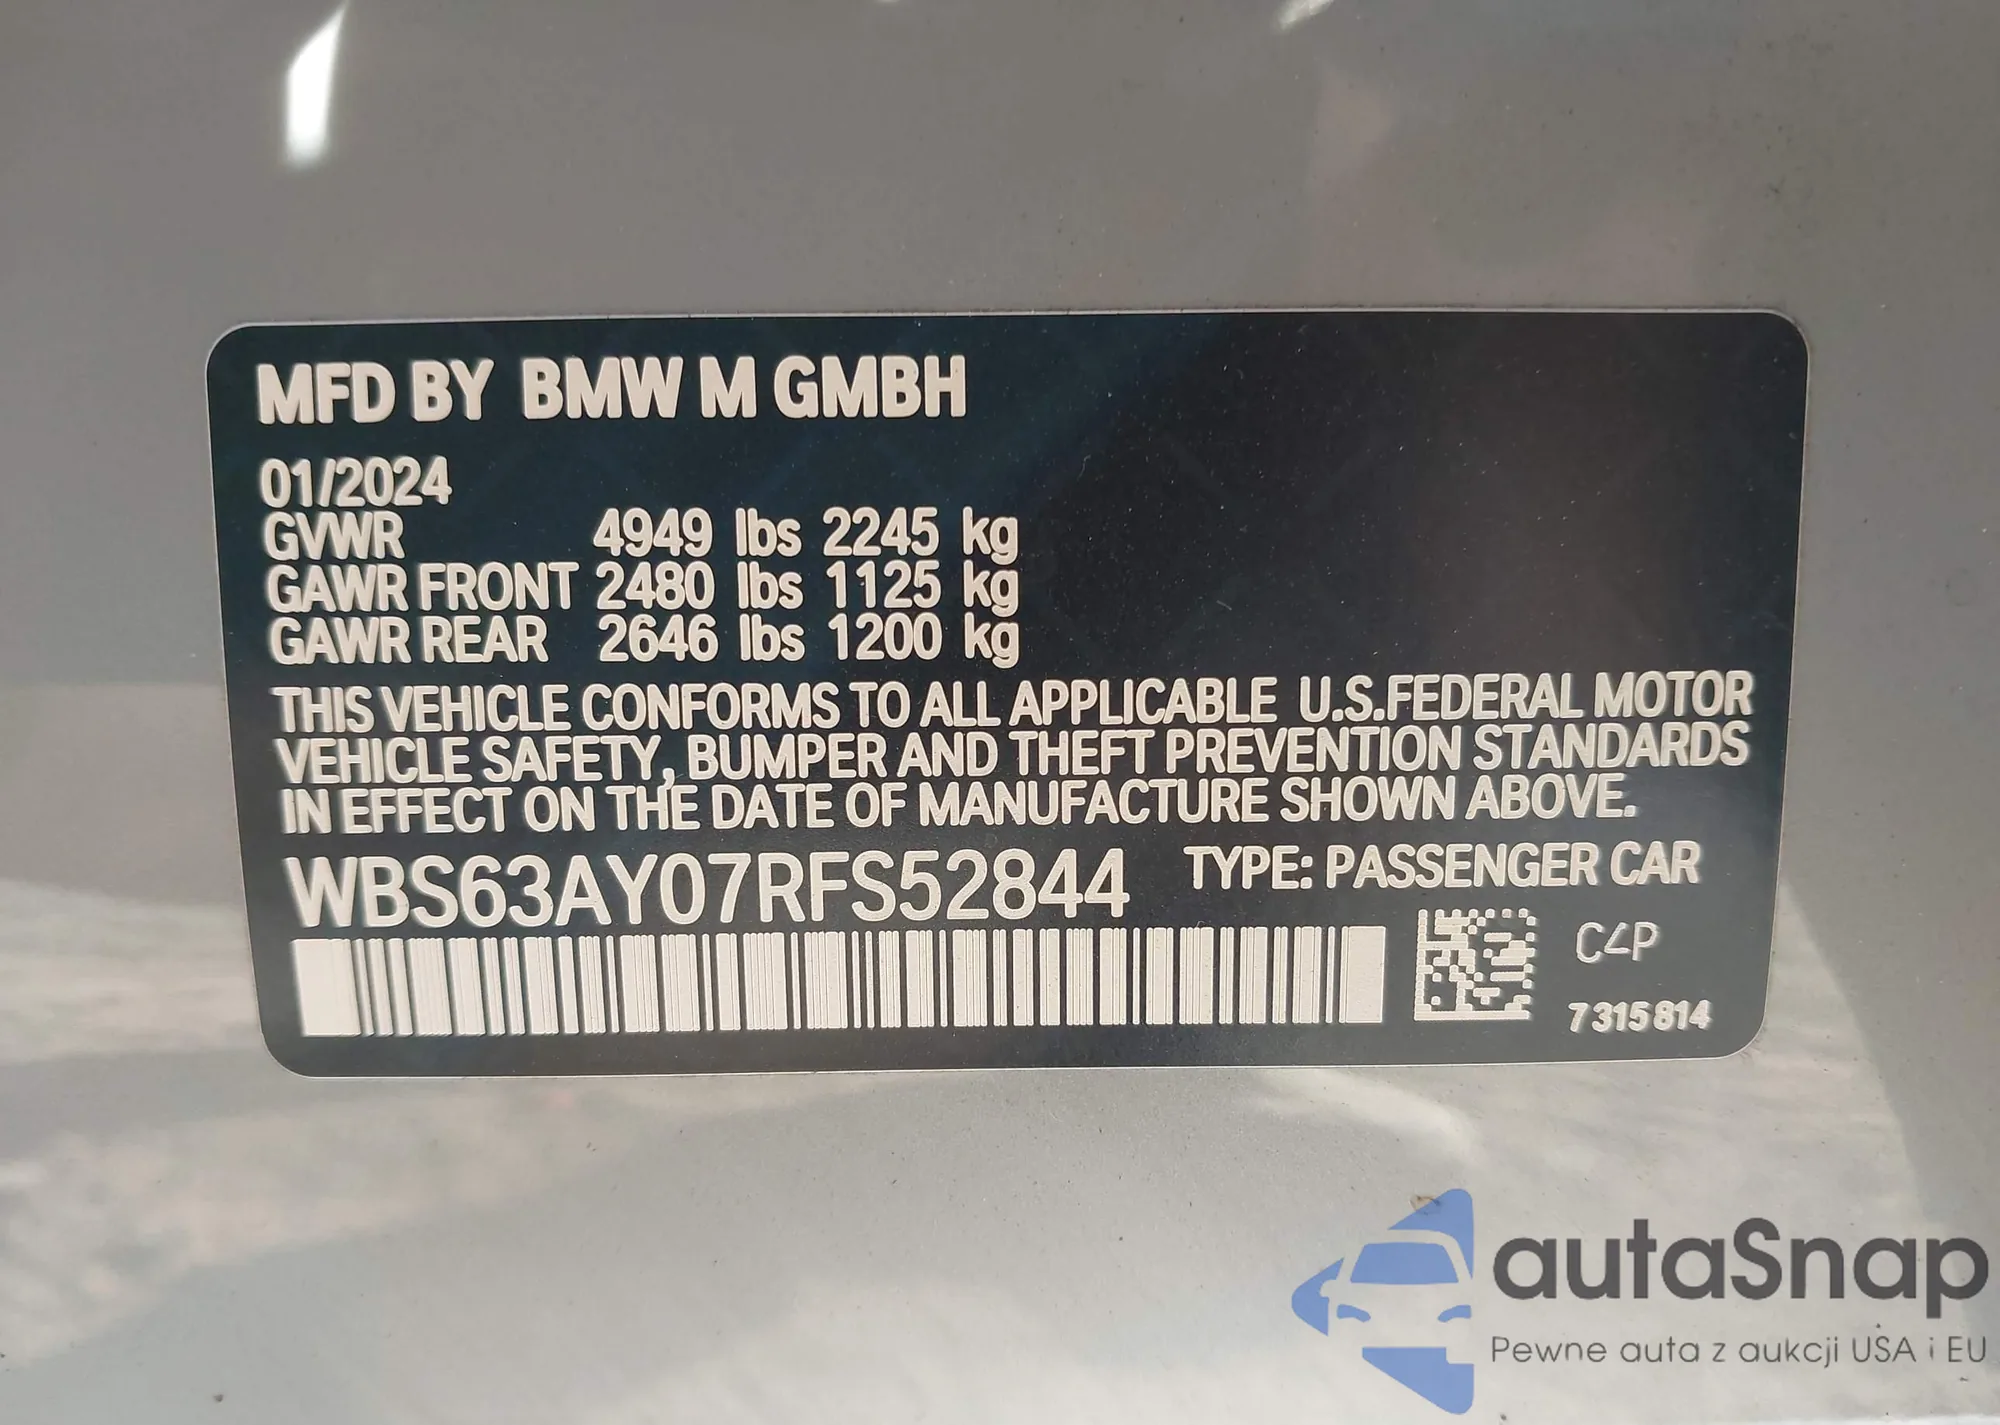 MFD BY BMW M GMBH
01/2024
GVWR 4949 lbs 2245 kg
GAWR FRONT 2480 lbs 1125 kg
GAWR REAR 2646 lbs 1200 kg
THIS VEHICLE CONFORMS TO ALL APPLICABLE U.S.FEDERAL MOTOR
VEHICLE SAFETY, BUMPER AND THEFT PREVENTION STANDARDS
IN EFFECT ON THE DATE OF MANUFACTURE SHOWN ABOVE.
WBS63AY07RFS52844 TYPE: PASSENGER CAR
C4P
7315814
autaSnap
Pewne auta z aukcji USA i EU